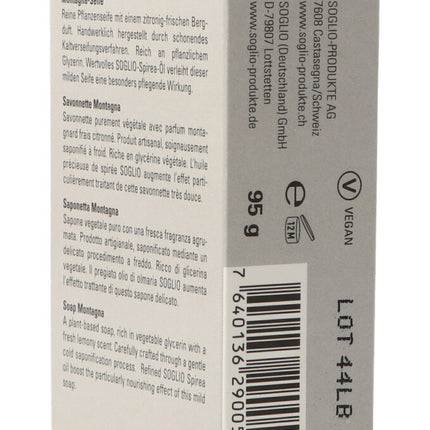 Montagna-Seife
Reine Pflanzenseife mit einem zitronig-frischen Berg-
duft. Handwerklich hergestellt durch schonendes
Kaltverseifungsverfahren. Reich an pflanzlichem
Glyzerin. Wertvolles SOGLIO-Spirea-Öl verleiht dieser
milden Seife eine besonders pflegende Wirkung.
Savonnette Montagna
Savonnette purement végétale avec parfum monta-
gnard frais citronné. Produit artisanal, soigneusement
saponifié à froid. Riche en glycérine végétale. L'huile
précieuse de spirée SOGLIO augmente l'effet parti-
culièrement traitant de cette savonnette très douce.
Saponetta Montagna
Sapone vegetale puro con una fresca fragranza agru-
mata. Prodotto artigianale, saponificato mediante un
delicato procedimento a freddo. Ricco di glicerina
vegetale. Il pregiato olio di olmaria SOGLIO aumenta
l'effetto trattante di questo sapone delicato.
Soap Montagna
A plant-based soap, rich in vegetable glycerin with a
fresh lemony scent. Carefully crafted through a gentle
cold saponification process. Refined SOGLIO Spirea
oil boost the particularly nourishing effect of this mild
soap.
SOGLIO-PRODUKTE AG
7608 Castasegna/Schweiz
www.soglio-produkte.ch
SOGLIO (Deutschland) GmbH
D-79807 Lottstetten
www.soglio-produkte.de
95 g
e
12M
V
VEGAN
7 640136 29005
LOT 44LB